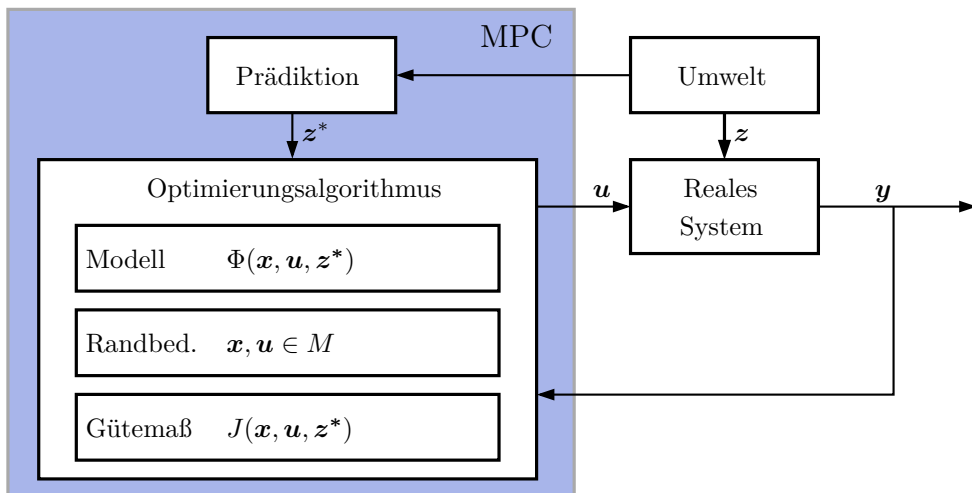 MPC
Prädiktion
Umwelt
z*
z
Optimierungsalgorithmus
u
Reales
System
y
Modell Φ(x, u, z*)
Randbed. x, u ∈ M
Gütemaß J(x, u, z*)